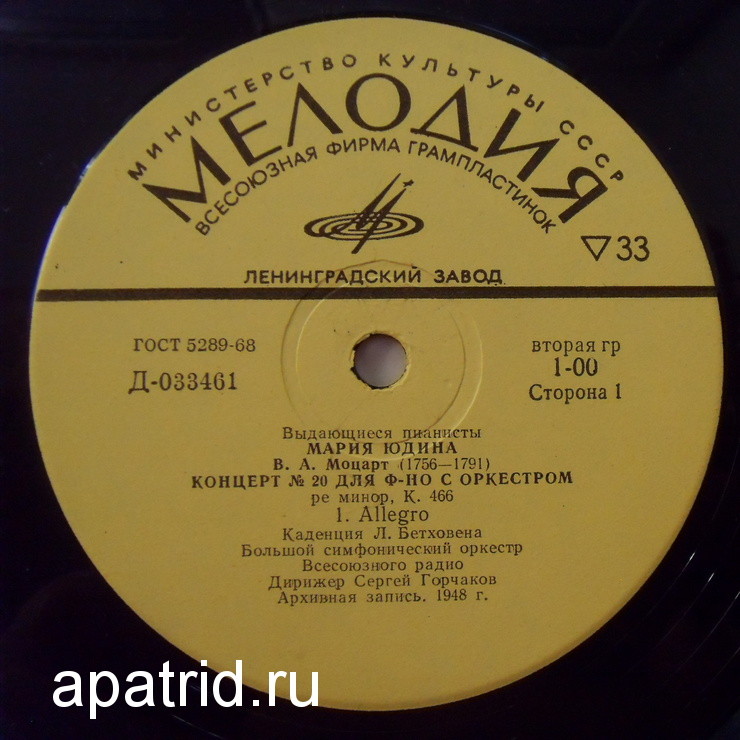 МИНИСТЕРСТВО КУЛЬТУРЫ СССР
МЕЛОДИЯ
ВСЕСОЮЗНАЯ ФИРМА ГРАМПЛАСТИНОК
▽33
ЛЕНИНГРАДСКИЙ ЗАВОД
ГОСТ 5289-68
Д-033461
вторая гр
1-00
Сторона 1
Выдающиеся пианисты
МАРИЯ ЮДИНА
В. А. Моцарт (1756—1791)
КОНЦЕРТ № 20 ДЛЯ Ф-НО С ОРКЕСТРОМ
ре минор, К. 466
1. Allegro
Каденция Л. Бетховена
Большой симфонический оркестр
Всесоюзного радио
Дирижер Сергей Горчаков
Архивная запись. 1948 г.
apatrid.ru